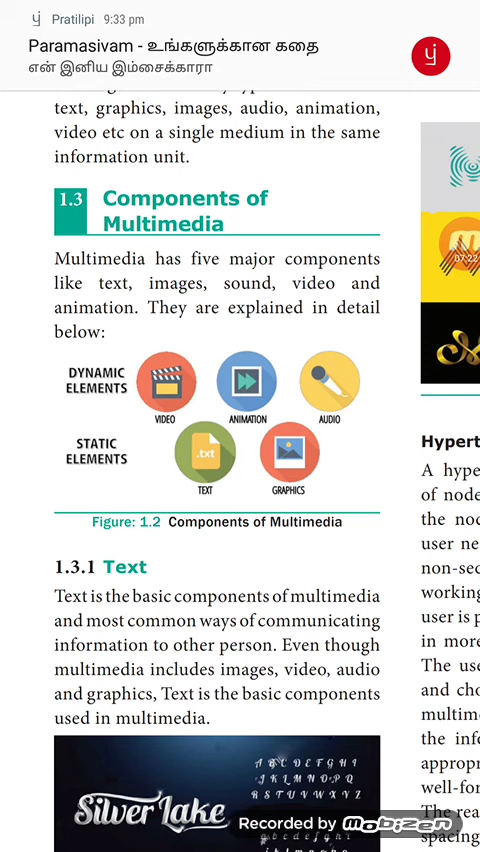 Pratilipi 9:33 pm
Paramasivam - உங்களுக்கான கதை
என் இனிய இம்சைக்காரா
text, graphics, images, audio, animation,
video etc on a single medium in the same
information unit.
1.3 Components of
Multimedia
Multimedia has five major components
like text, images, sound, video and
animation. They are explained in detail
below:
DYNAMIC
ELEMENTS
VIDEO
ANIMATION
AUDIO
STATIC
ELEMENTS
.txt
TEXT
GRAPHICS
Figure: 1.2 Components of Multimedia
1.3.1 Text
Text is the basic components of multimedia
and most common ways of communicating
information to other person. Even though
multimedia includes images, video, audio
and graphics, Text is the basic components
used in multimedia.
Silver Lake
A B C D E F G H I
J K L M N O P Q
R S T U V W X Y Z
07:22
Hypert
A hype
of node
the noc
user ne
non-sec
working
user is p
in more
The use
and cho
multime
the info
appropr
well-for
The rea
spacing
Recorded by
mobizen